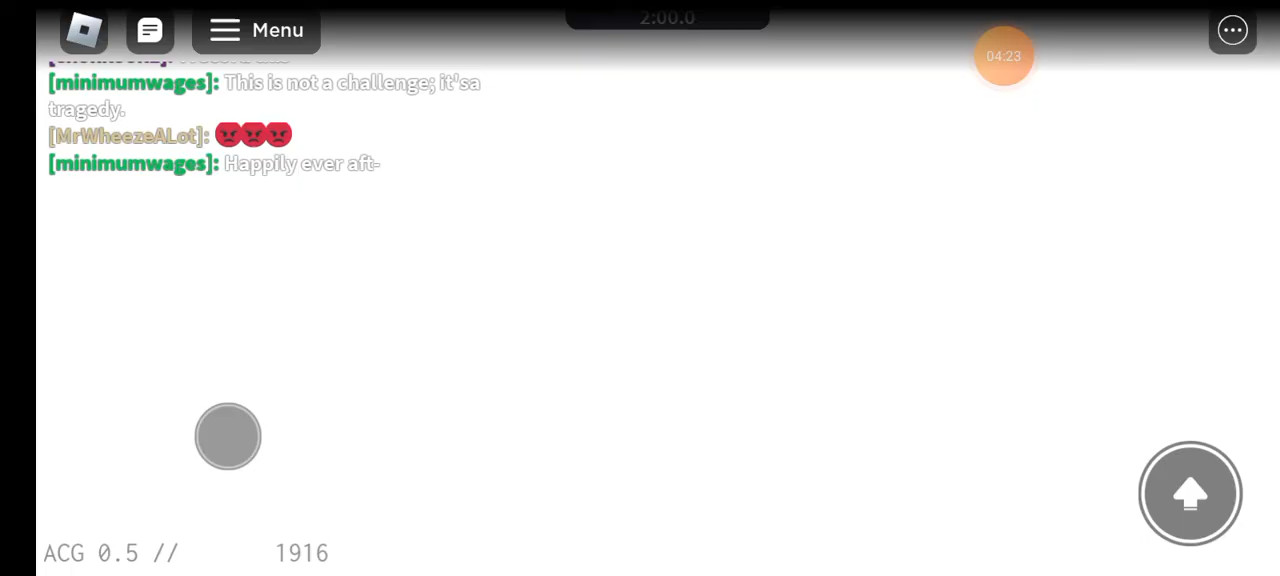 2:00.0
Menu
04:23
[minimumwages]: This is not a challenge; it'sa
tragedy.
[MrWheezeALot]: 😡😡😡
[minimumwages]: Happily ever aft-
ACG 0.5 // 1916